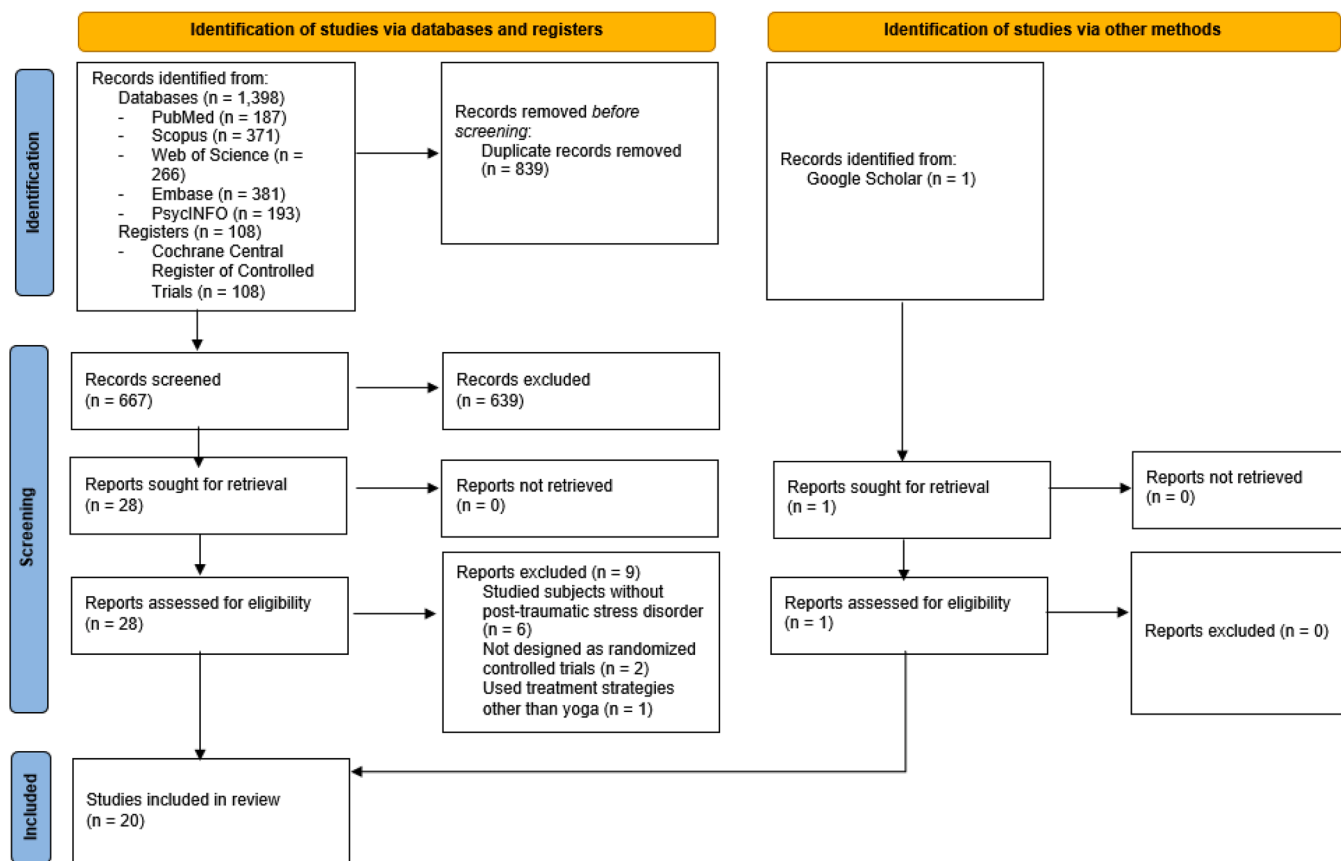 Identification of studies via databases and registers
Identification of studies via other methods
Identification
Records identified from:
Databases (n = 1,398)
- PubMed (n = 187)
- Scopus (n = 371)
- Web of Science (n =
266)
- Embase (n = 381)
- PsycINFO (n = 193)
Registers (n = 108)
- Cochrane Central
Register of Controlled
Trials (n = 108)
Records removed before
screening:
Duplicate records removed
(n = 839)
Records identified from:
Google Scholar (n = 1)
Screening
Records screened
(n = 667)
Records excluded
(n = 639)
Reports sought for retrieval
(n = 28)
Reports not retrieved
(n = 0)
Reports sought for retrieval
(n = 1)
Reports not retrieved
(n = 0)
Reports assessed for eligibility
(n = 28)
Reports excluded (n = 9)
Studied subjects without
post-traumatic stress disorder
(n = 6)
Not designed as randomized
controlled trials (n = 2)
Used treatment strategies
other than yoga (n = 1)
Reports assessed for eligibility
(n = 1)
Reports excluded (n = 0)
Included
Studies included in review
(n = 20)